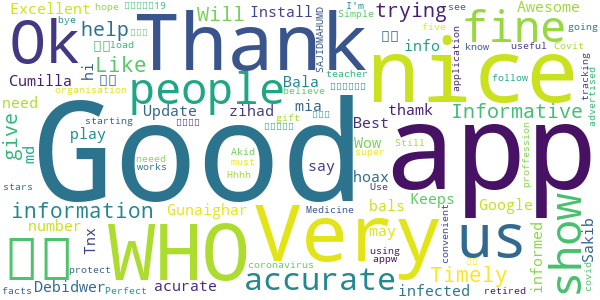 bye
hope
19
Excellent
Will
Install
trying
Awesome
Simple
I'm
see
load
five
going
Ok
Thank
fine
help
hi
Like
SAJIDMAHUMD
info
know
useful
Covit
application
tracking
advertised
Cumilla
people
nice
teacher
follow
organisation
Bala
believe
need
Update
zihad
mia
thamk
Informative
give
md
starting
play
gift
Best
Good
app
neeed
works
Akid
must
Hhhh
say
Wow
super
hoax
Still
Use
Keeps
Google
proffession
show
stars
information
Gunaighar
Medicine
bals
Very
us
may
convenient
informed
Sakib
number
Tnx
WHO
acurate
coronavirus
accurate
using
appw
Timely
covid
facts
Debidwer
protect
Perfect
infected
retired